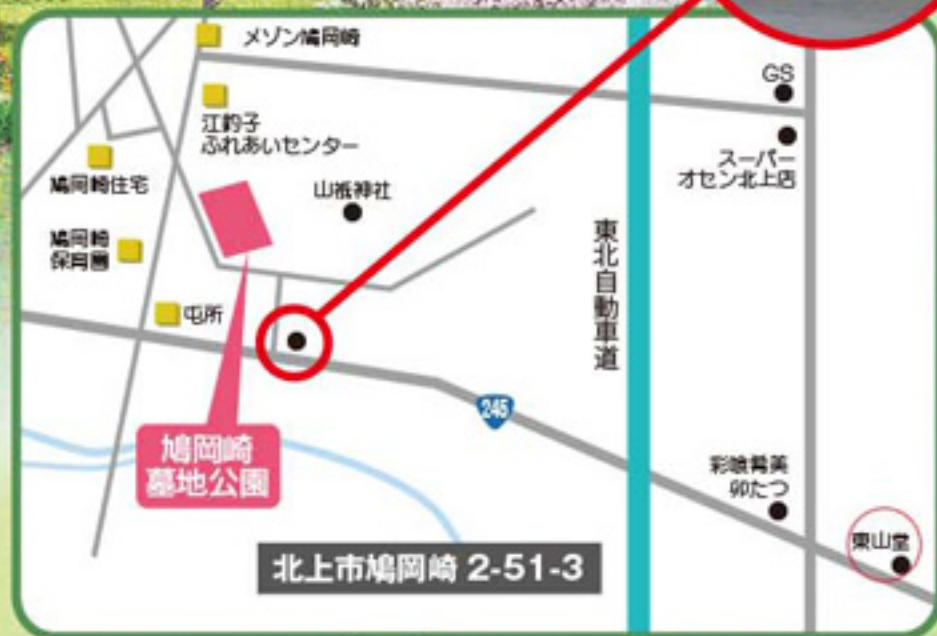 メゾン鳩岡崎
GS
江釣子
ふれあいセンター
スーパー
オセン北上店
鳩岡崎住宅
山祇神社
鳩岡崎
保育園
東北自動車道
屯所
245
鳩岡崎
墓地公園
彩喰肴美
卯たつ
東山堂
北上市鳩岡崎 2-51-3